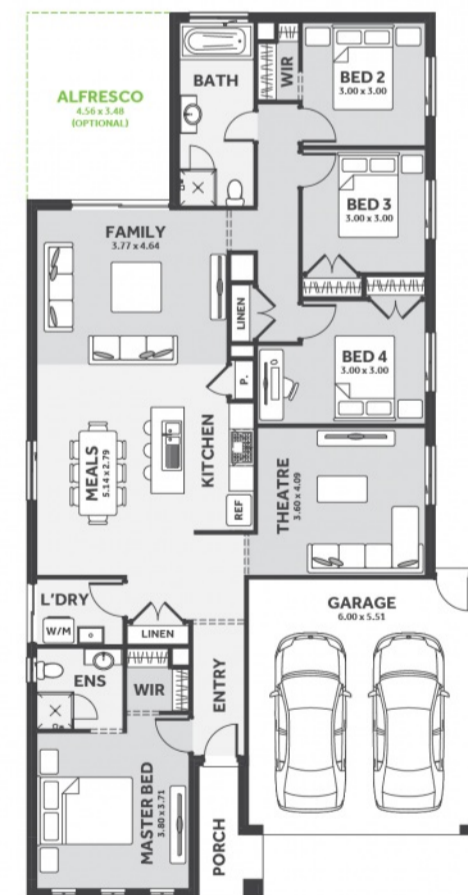 BATH
WIR
BED 2
3.00 x 3.00
ALFRESCO
4.56 x 3.48
(OPTIONAL)
BED 3
3.00 x 3.00
FAMILY
3.77 x 4.64
LINEN
BED 4
3.00 x 3.00
P.
KITCHEN
MEALS
5.14 x 2.79
REF
THEATRE
3.60 x 4.09
L'DRY
W/M
LINEN
GARAGE
6.00 x 5.51
ENS
WIR
ENTRY
MASTER BED
3.80 x 3.71
PORCH